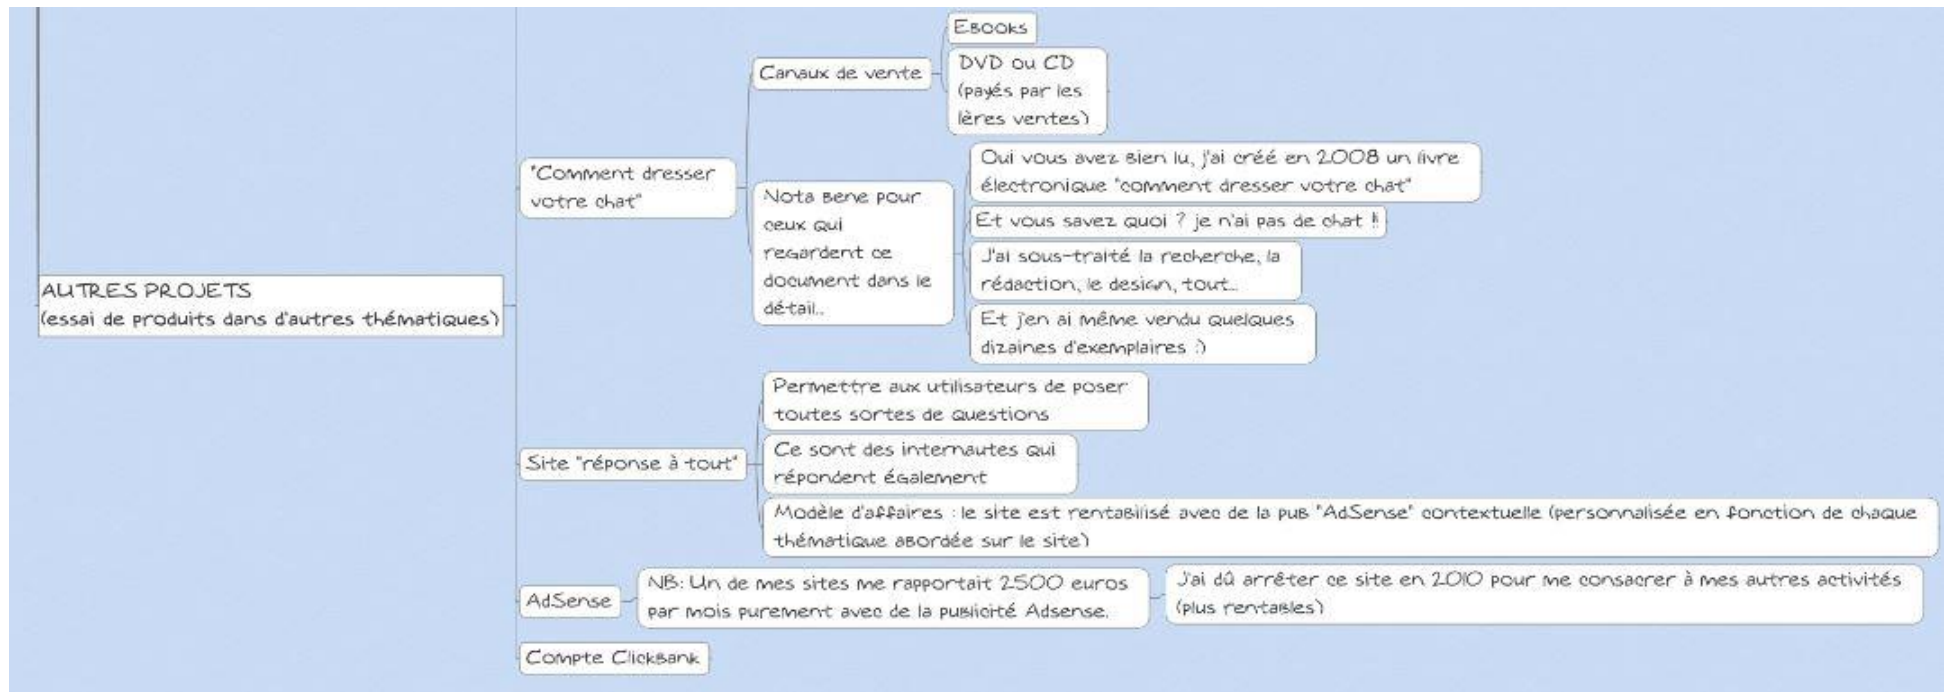 AUTRES PROJETS
(essai de produits dans d'autres thématiques)
"Comment dresser
votre chat"
Canaux de vente
Ebooks
DVD ou CD
(payés par les
1ères ventes)
Nota bene pour
ceux qui
regardent ce
document dans le
détail..
Oui vous avez bien lu, j'ai créé en 2008 un livre
électronique "comment dresser votre chat"
Et vous savez quoi ? je n'ai pas de chat !!
J'ai sous-traité la recherche, la
rédaction, le design, tout...
Et j'en ai même vendu quelques
dizaines d'exemplaires :)
Site "réponse à tout"
Permettre aux utilisateurs de poser
toutes sortes de questions
Ce sont des internautes qui
répondent également
Modèle d'affaires : le site est rentabilisé avec de la pub "AdSense" contextuelle (personnalisée en fonction de chaque
thématique abordée sur le site)
AdSense
NB: Un de mes sites me rapportait 2500 euros
par mois purement avec de la publicité Adsense.
J'ai dû arrêter ce site en 2010 pour me consacrer à mes autres activités
(plus rentables)
Compte ClickBank